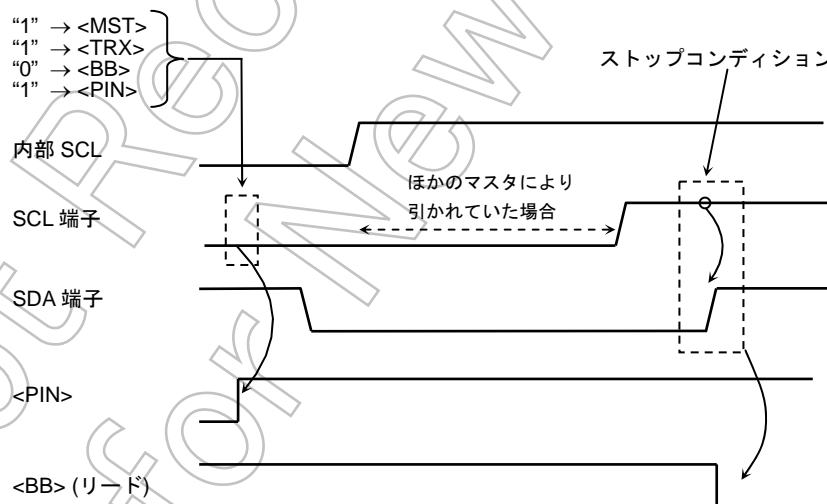 “1” → <MST>
“1” → <TRX>
“0” → <BB>
“1” → <PIN>
ストップコンディション
内部 SCL
ほかのマスタにより
引かれていた場合
SCL 端子
SDA 端子
<PIN>
<BB> (リード)